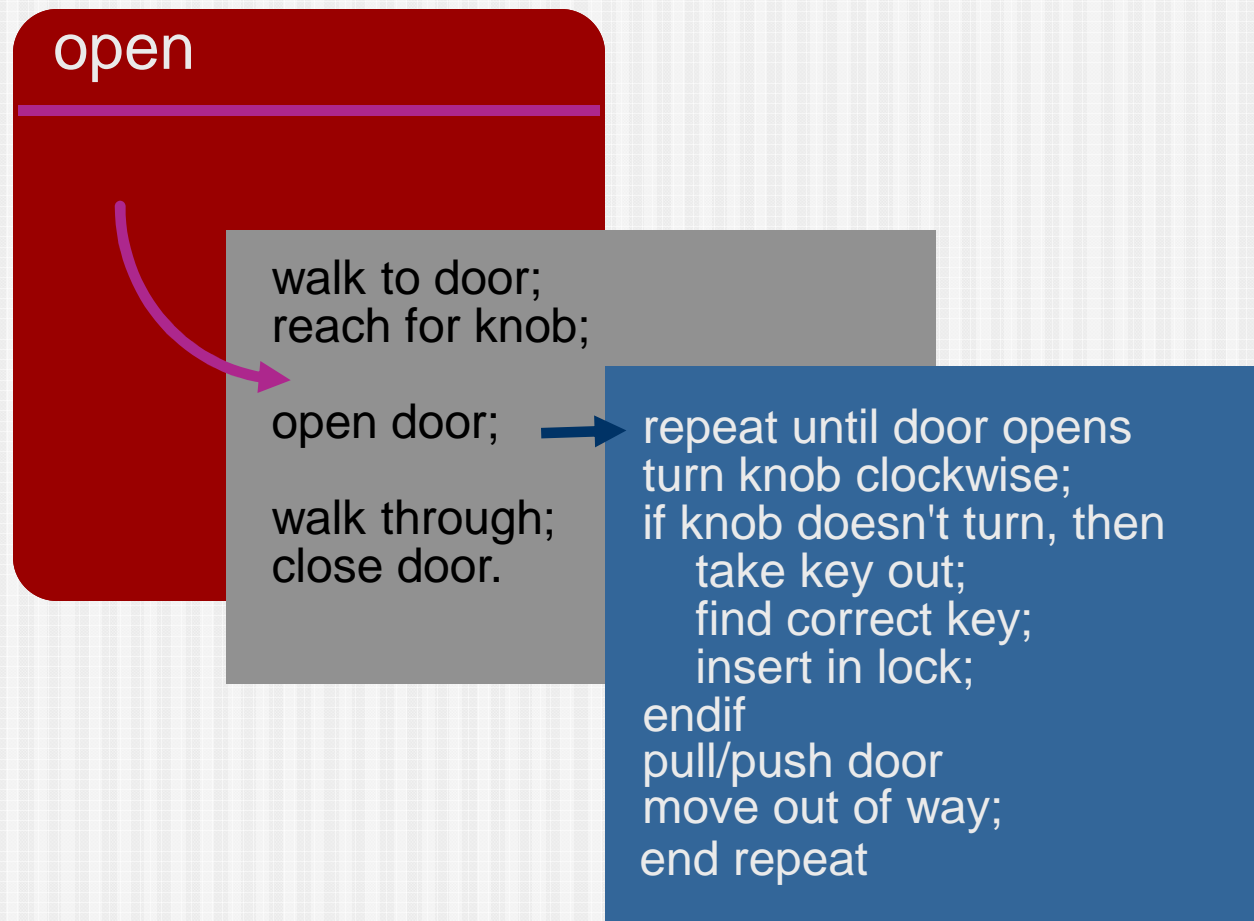 open
walk to door;
reach for knob;
open door;
walk through;
close door.
repeat until door opens
turn knob clockwise;
if knob doesn't turn, then
take key out;
find correct key;
insert in lock;
endif
pull/push door
move out of way;
end repeat